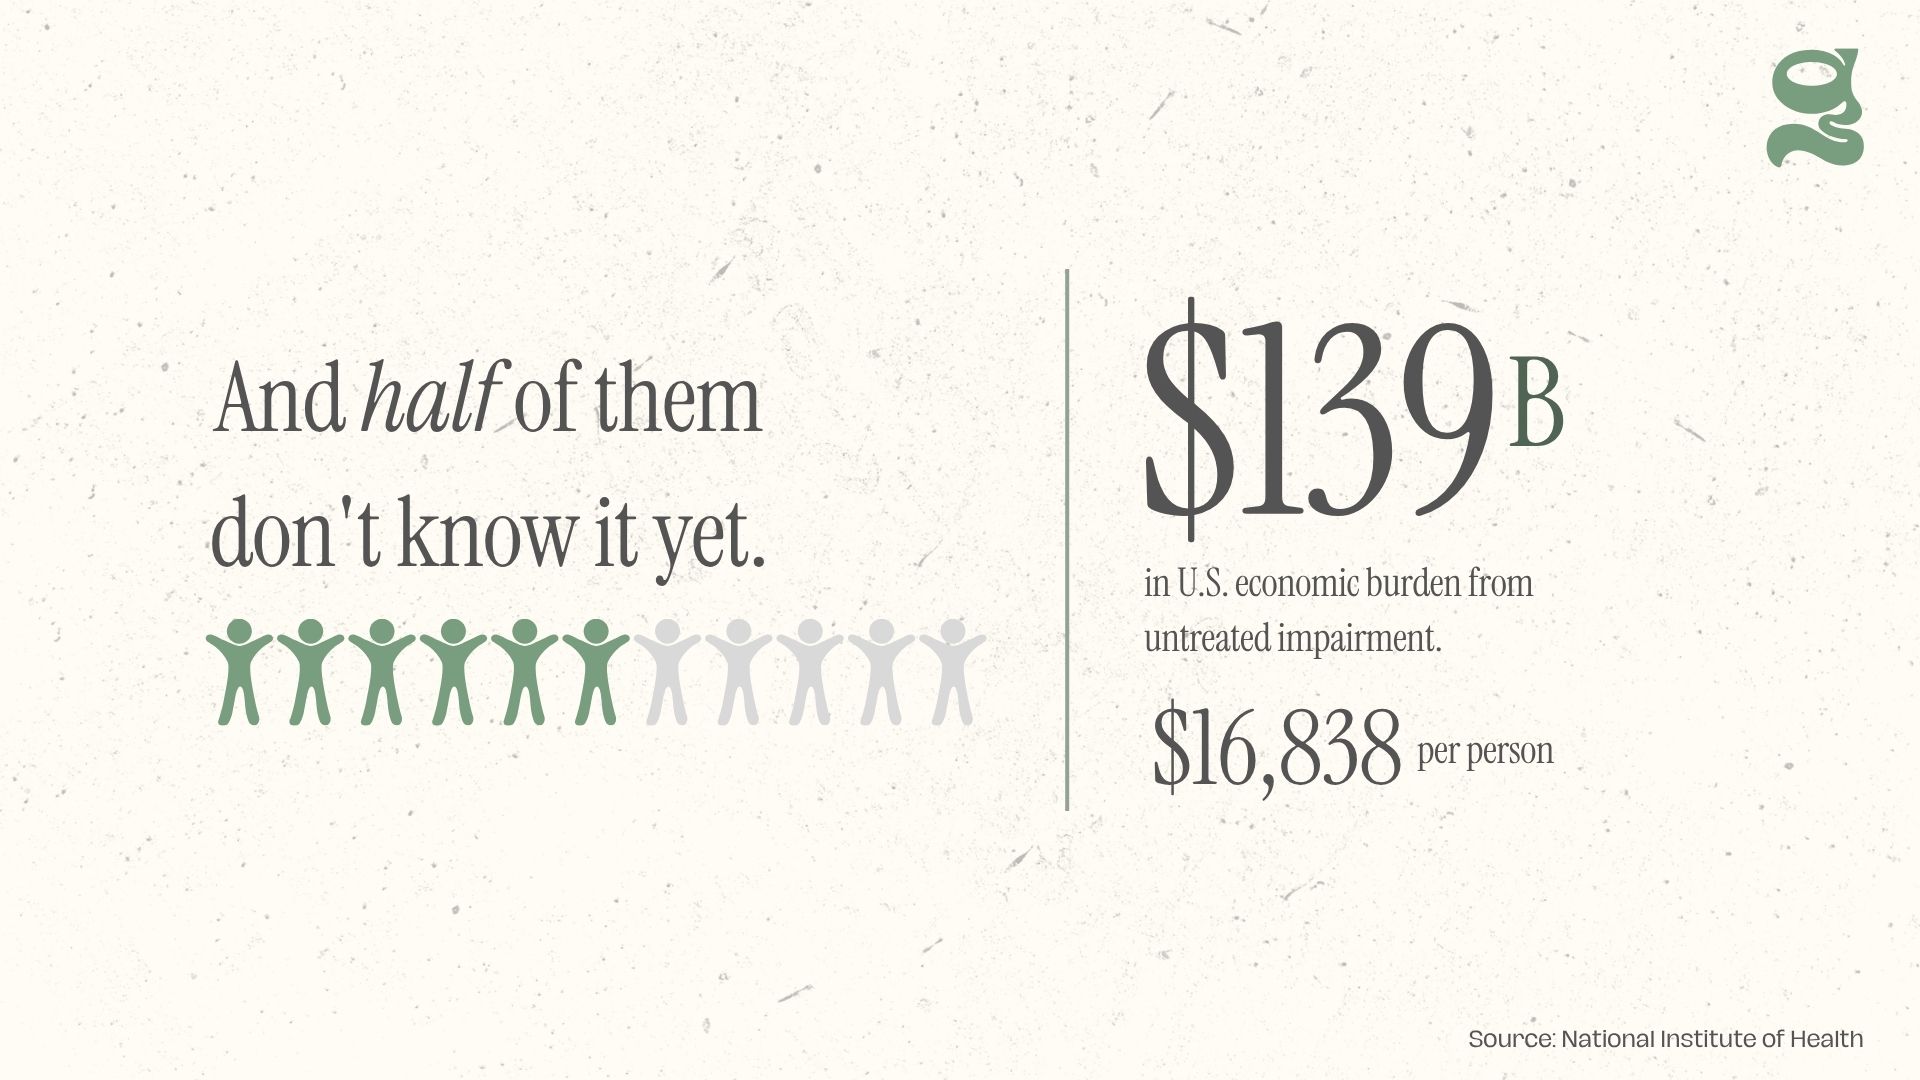 g
And half of them
don't know it yet.
$139B
in U.S. economic burden from
untreated impairment.
$16,838 per person
Source: National Institute of Health